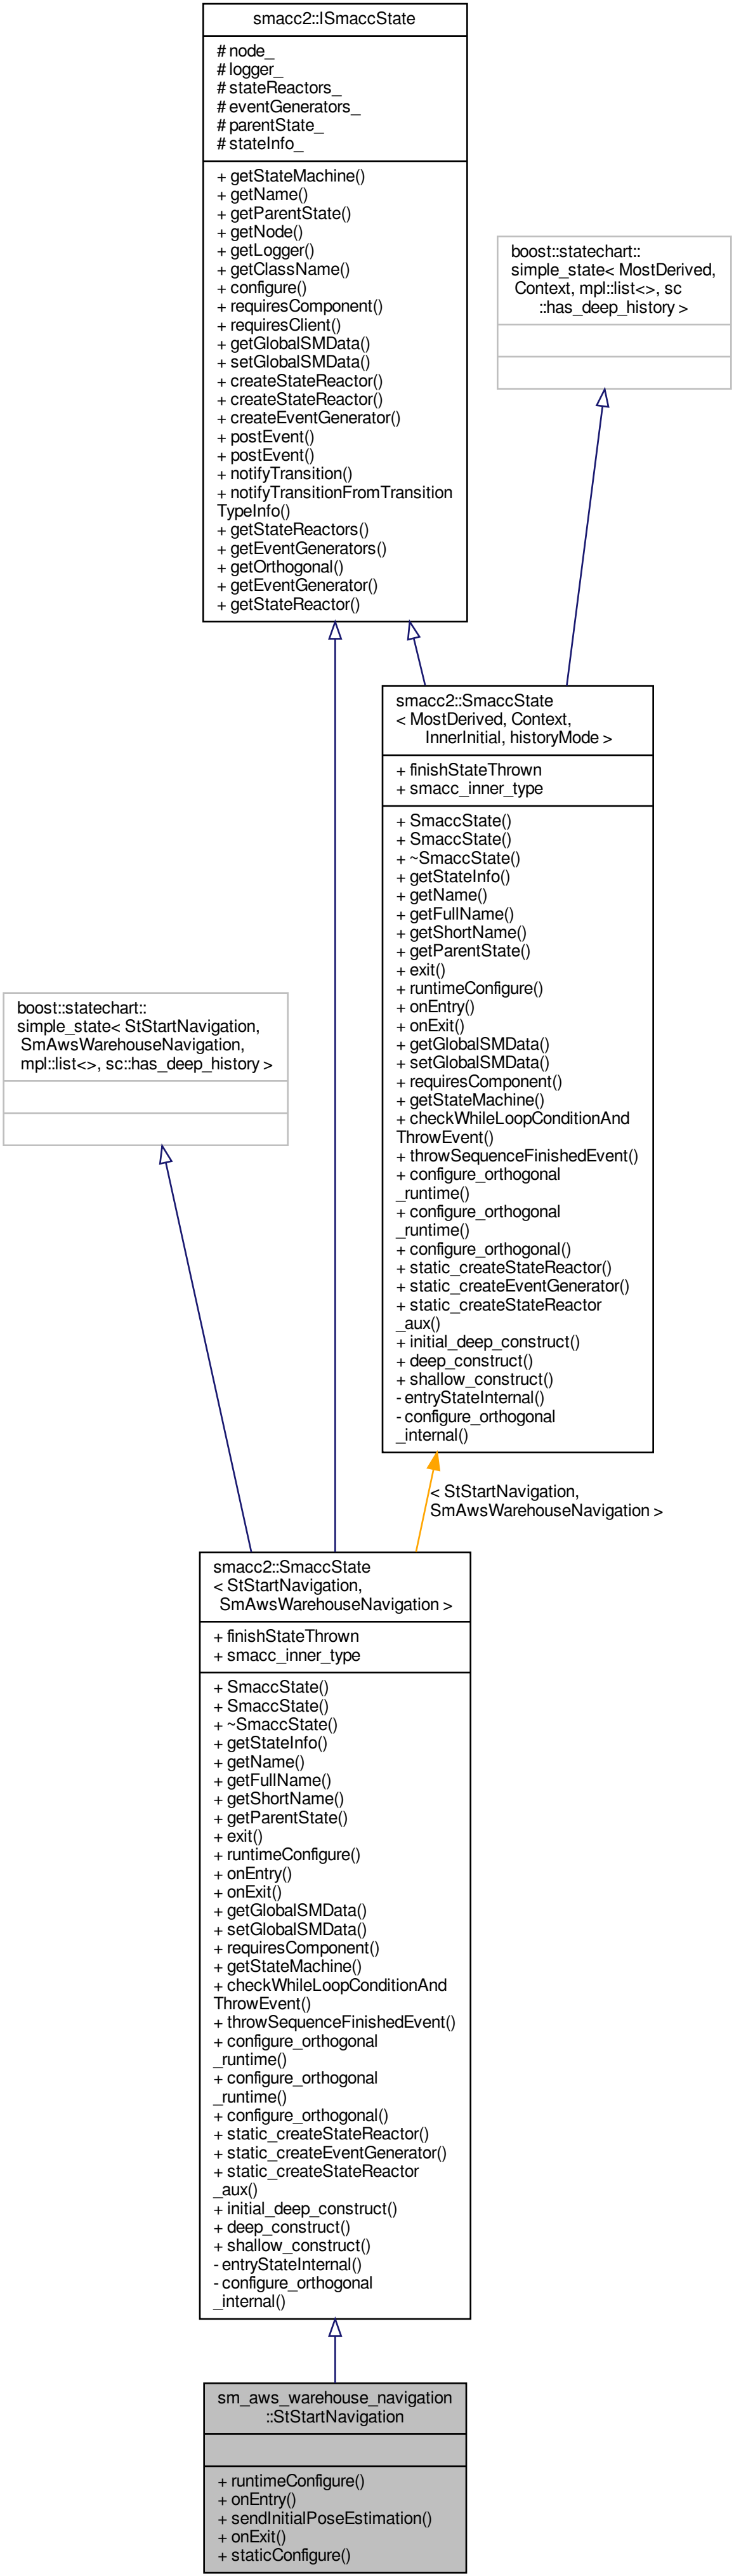 smacc2::ISmaccState
# node_
# logger_
# stateReactors_
# eventGenerators_
# parentState_
# stateInfo_
+ getStateMachine()
+ getName()
+ getParentState()
+ getNode()
+ getLogger()
+ getClassName()
+ configure()
+ requiresComponent()
+ requiresClient()
+ getGlobalSMData()
+ setGlobalSMData()
+ createStateReactor()
+ createStateReactor()
+ createEventGenerator()
+ postEvent()
+ postEvent()
+ notifyTransition()
+ notifyTransitionFromTransition
TypeInfo()
+ getStateReactors()
+ getEventGenerators()
+ getOrthogonal()
+ getEventGenerator()
+ getStateReactor()
boost::statechart::
simple_state< MostDerived,
Context, mpl::list<>, sc
::has_deep_history >
smacc2::SmaccState
< MostDerived, Context,
InnerInitial, historyMode >
+ finishStateThrown
+ smacc_inner_type
+ SmaccState()
+ SmaccState()
+ ~SmaccState()
+ getStateInfo()
+ getName()
+ getFullName()
+ getShortName()
+ getParentState()
+ exit()
+ runtimeConfigure()
+ onEntry()
+ onExit()
+ getGlobalSMData()
+ setGlobalSMData()
+ requiresComponent()
+ getStateMachine()
+ checkWhileLoopConditionAnd
ThrowEvent()
+ throwSequenceFinishedEvent()
+ configure_orthogonal
_runtime()
+ configure_orthogonal
_runtime()
+ configure_orthogonal()
+ static_createStateReactor()
+ static_createEventGenerator()
+ static_createStateReactor
_aux()
+ initial_deep_construct()
+ deep_construct()
+ shallow_construct()
- entryStateInternal()
- configure_orthogonal
_internal()
boost::statechart::
simple_state< StStartNavigation,
SmAwsWarehouseNavigation,
mpl::list<>, sc::has_deep_history >
< StStartNavigation,
SmAwsWarehouseNavigation >
smacc2::SmaccState
< StStartNavigation,
SmAwsWarehouseNavigation >
+ finishStateThrown
+ smacc_inner_type
+ SmaccState()
+ SmaccState()
+ ~SmaccState()
+ getStateInfo()
+ getName()
+ getFullName()
+ getShortName()
+ getParentState()
+ exit()
+ runtimeConfigure()
+ onEntry()
+ onExit()
+ getGlobalSMData()
+ setGlobalSMData()
+ requiresComponent()
+ getStateMachine()
+ checkWhileLoopConditionAnd
ThrowEvent()
+ throwSequenceFinishedEvent()
+ configure_orthogonal
_runtime()
+ configure_orthogonal
_runtime()
+ configure_orthogonal()
+ static_createStateReactor()
+ static_createEventGenerator()
+ static_createStateReactor
_aux()
+ initial_deep_construct()
+ deep_construct()
+ shallow_construct()
- entryStateInternal()
- configure_orthogonal
_internal()
sm_aws_warehouse_navigation
::StStartNavigation
+ runtimeConfigure()
+ onEntry()
+ sendInitialPoseEstimation()
+ onExit()
+ staticConfigure()